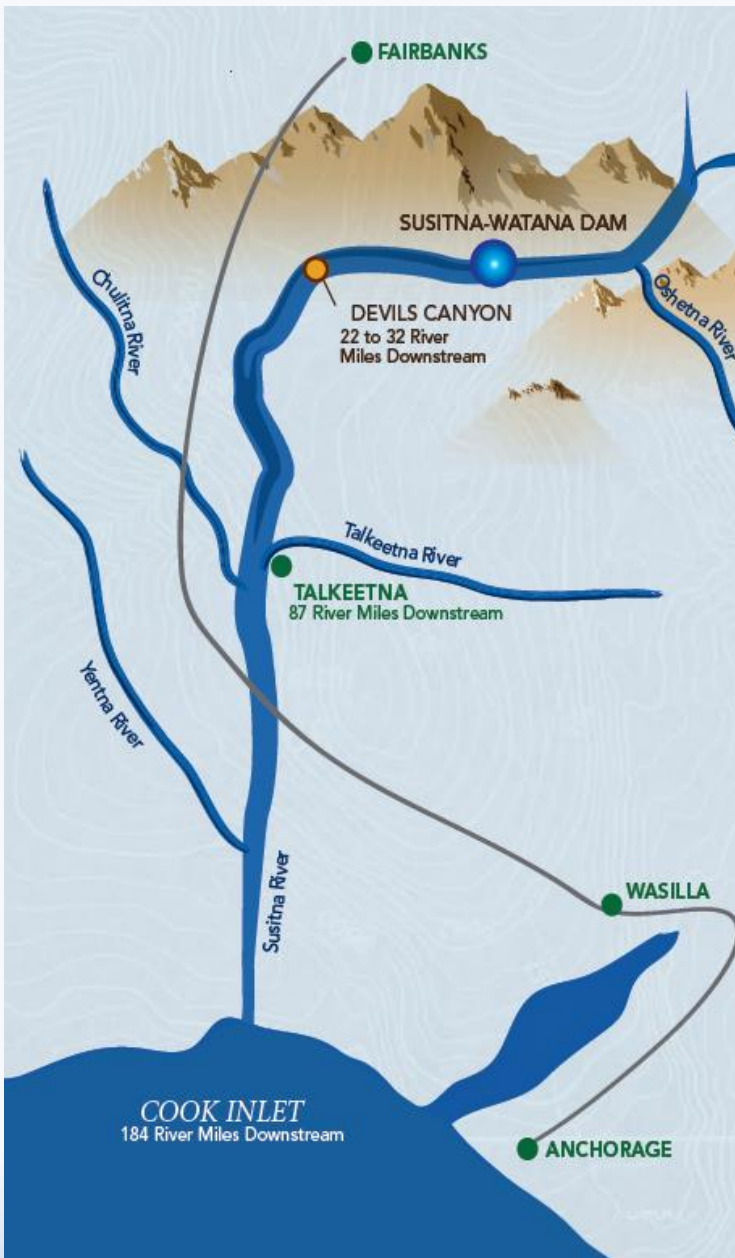 FAIRBANKS
SUSITNA-WATANA DAM
Chulitna River
Oshetna River
DEVILS CANYON
22 to 32 River
Miles Downstream
Talkeetna River
TALKEETNA
87 River Miles Downstream
Yentna River
Susitna River
WASILLA
COOK INLET
184 River Miles Downstream
ANCHORAGE